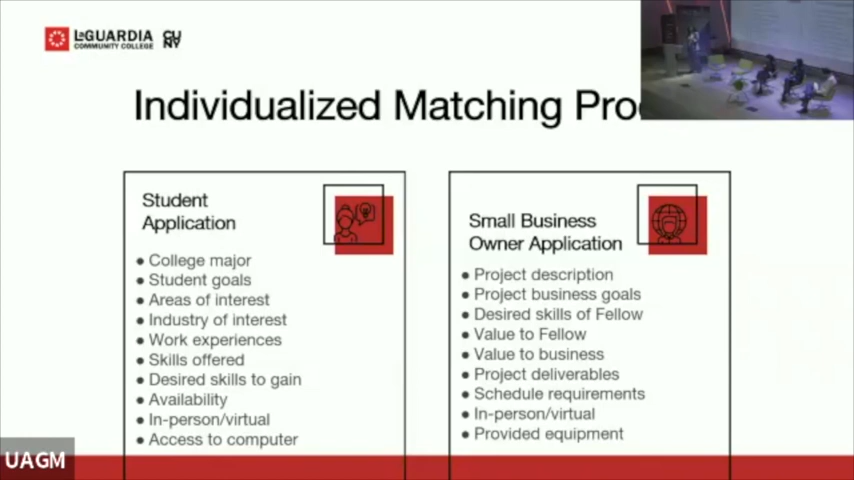 LaGUARDIA
COMMUNITY COLLEGE
CU
NY
Individualized Matching Pro
Student
Application
• College major
• Student goals
• Areas of interest
• Industry of interest
• Work experiences
• Skills offered
• Desired skills to gain
• Availability
• In-person/virtual
• Access to computer
Small Business
Owner Application
• Project description
• Project business goals
• Desired skills of Fellow
• Value to Fellow
• Value to business
• Project deliverables
• Schedule requirements
• In-person/virtual
• Provided equipment
UAGM